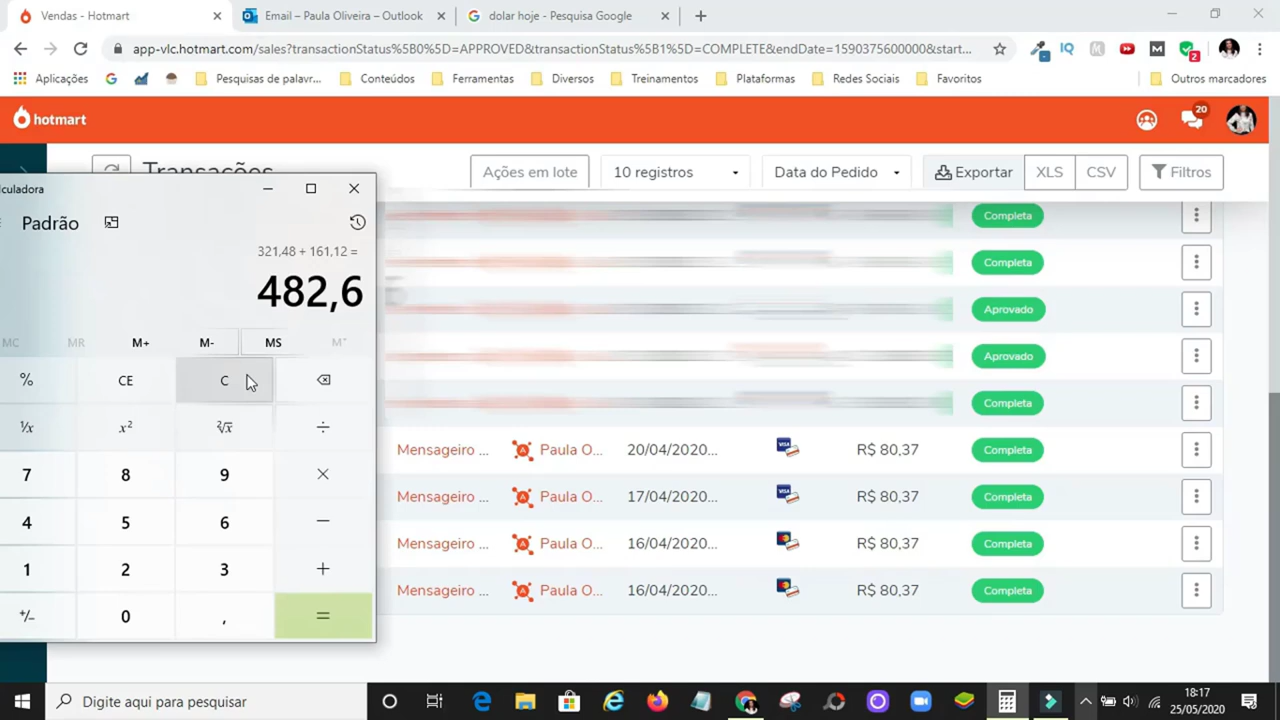 Vendas - Hotmart
Email – Paula Oliveira – Outlook
dolar hoje - Pesquisa Google
app-vlc.hotmart.com/sales?transactionStatus%5B0%5D=APPROVED&transactionStatus%5B1%5D=COMPLETE&endDate=1590375600000&start...
IQ
M
M
2
Aplicações
G
Pesquisas de palavr...
Conteúdos
Ferramentas
Diversos
Treinamentos
Plataformas
Redes Sociais
Favoritos
Outros marcadores
hotmart
20
Transações
Ações em lote
10 registros
Data do Pedido
Exportar
XLS
CSV
Filtros
lculadora
Padrão
321,48 + 161,12 =
482,6
MC MR M+ M- MS M˅
% CE C
¹/x x² ²√x ÷
7 8 9 ×
4 5 6 −
1 2 3 +
+/− 0 , =
Completa
Completa
Aprovado
Aprovado
Completa
Mensageiro ... Paula O... 20/04/2020... VISA R$ 80,37 Completa
Mensageiro ... Paula O... 17/04/2020... VISA R$ 80,37 Completa
Mensageiro ... Paula O... 16/04/2020... R$ 80,37 Completa
Mensageiro ... Paula O... 16/04/2020... R$ 80,37 Completa
Digite aqui para pesquisar
18:17
25/05/2020